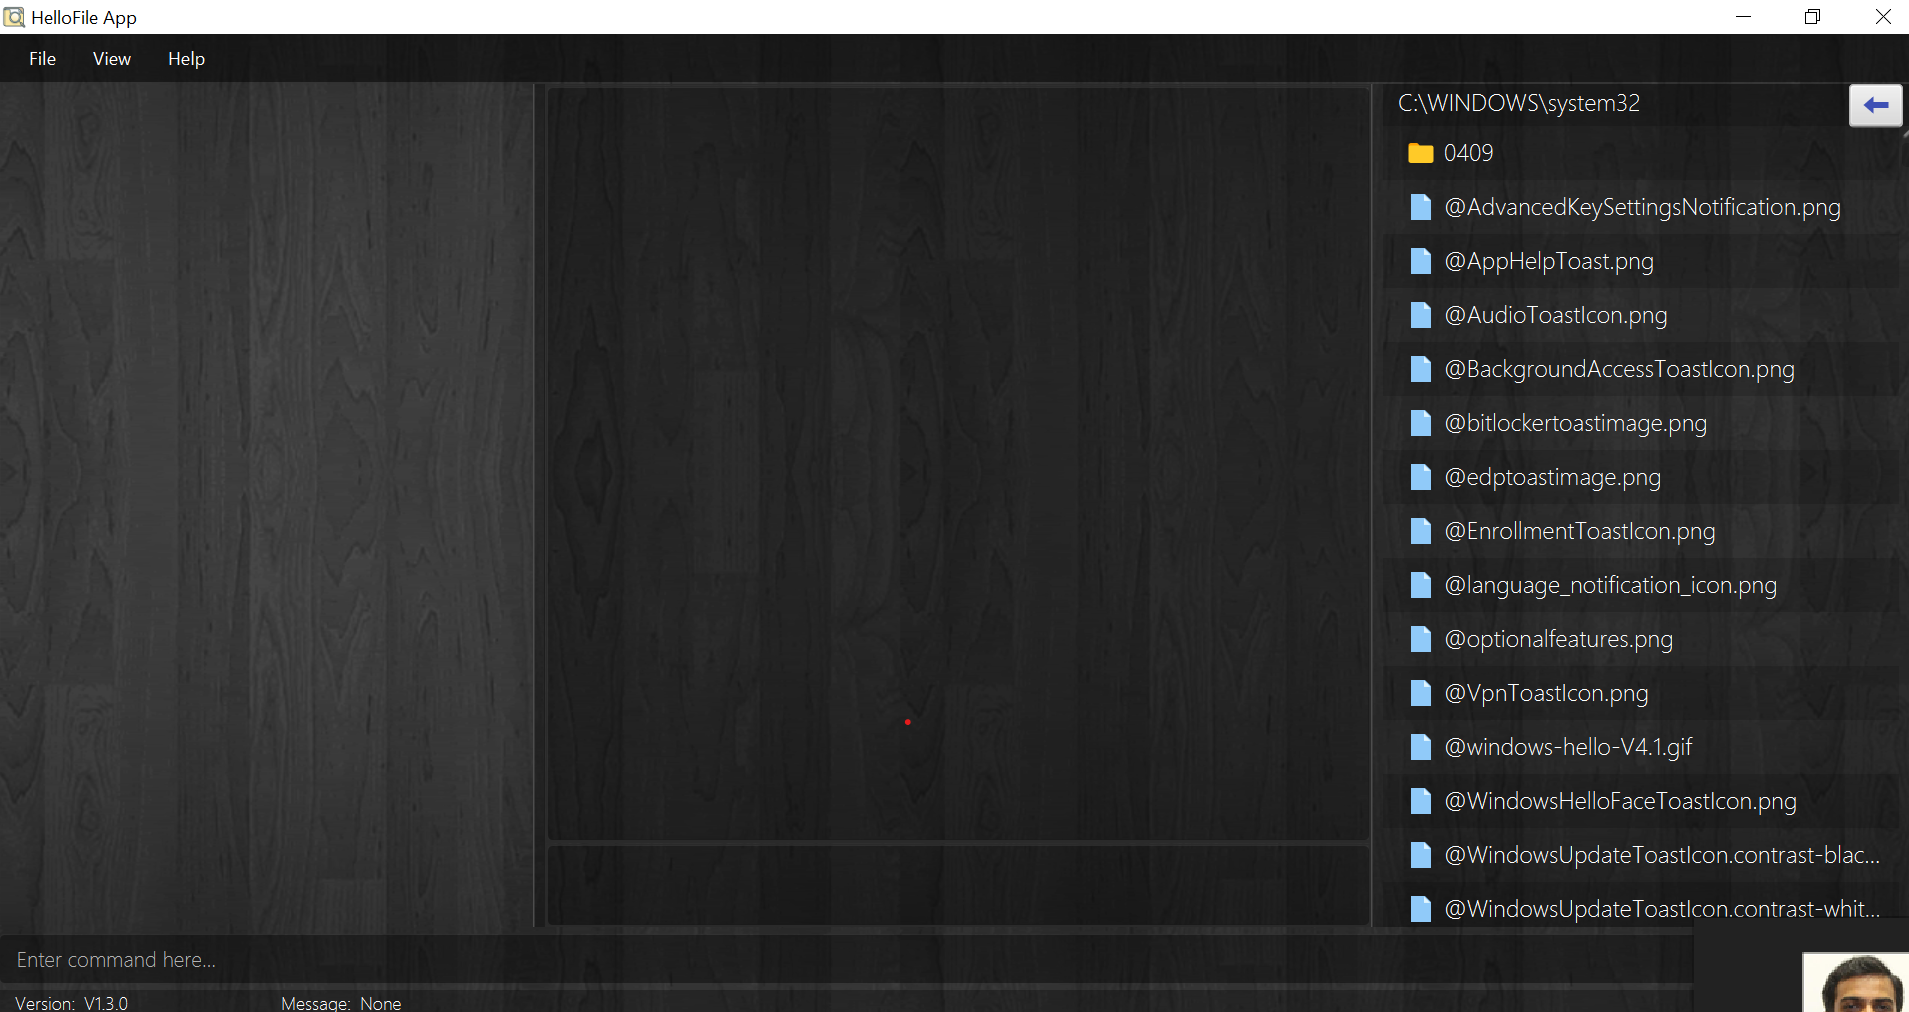 HelloFile App
File View Help
C:\WINDOWS\system32
0409
@AdvancedKeySettingsNotification.png
@AppHelpToast.png
@AudioToastIcon.png
@BackgroundAccessToastIcon.png
@bitlockertoastimage.png
@edptoastimage.png
@EnrollmentToastIcon.png
@language_notification_icon.png
@optionalfeatures.png
@VpnToastIcon.png
@windows-hello-V4.1.gif
@WindowsHelloFaceToastIcon.png
@WindowsUpdateToastIcon.contrast-blac...
@WindowsUpdateToastIcon.contrast-whit...
Enter command here...
Version: V1.3.0 Message: None